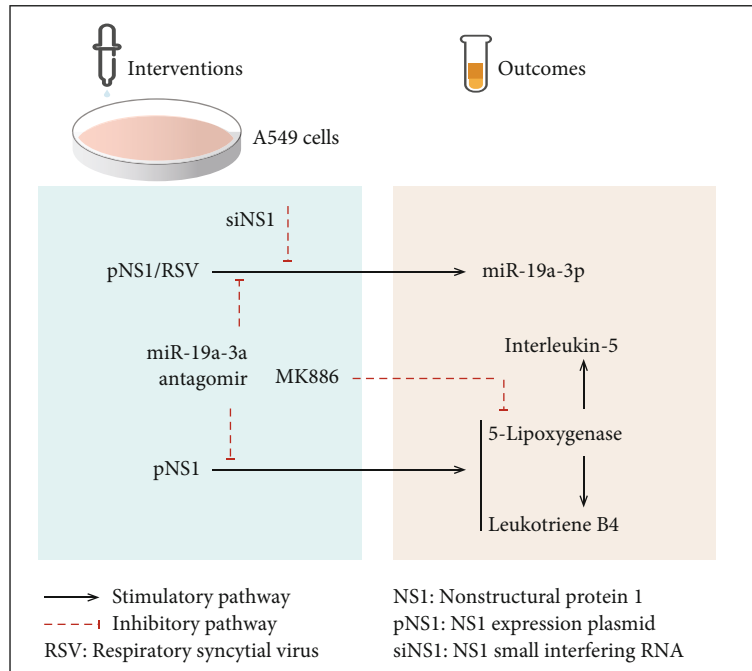 Interventions
Outcomes
A549 cells
siNS1
pNS1/RSV
miR-19a-3p
miR-19a-3a
antagomir
MK886
Interleukin-5
5-Lipoxygenase
pNS1
Leukotriene B4
Stimulatory pathway
Inhibitory pathway
RSV: Respiratory syncytial virus
NS1: Nonstructural protein 1
pNS1: NS1 expression plasmid
siNS1: NS1 small interfering RNA